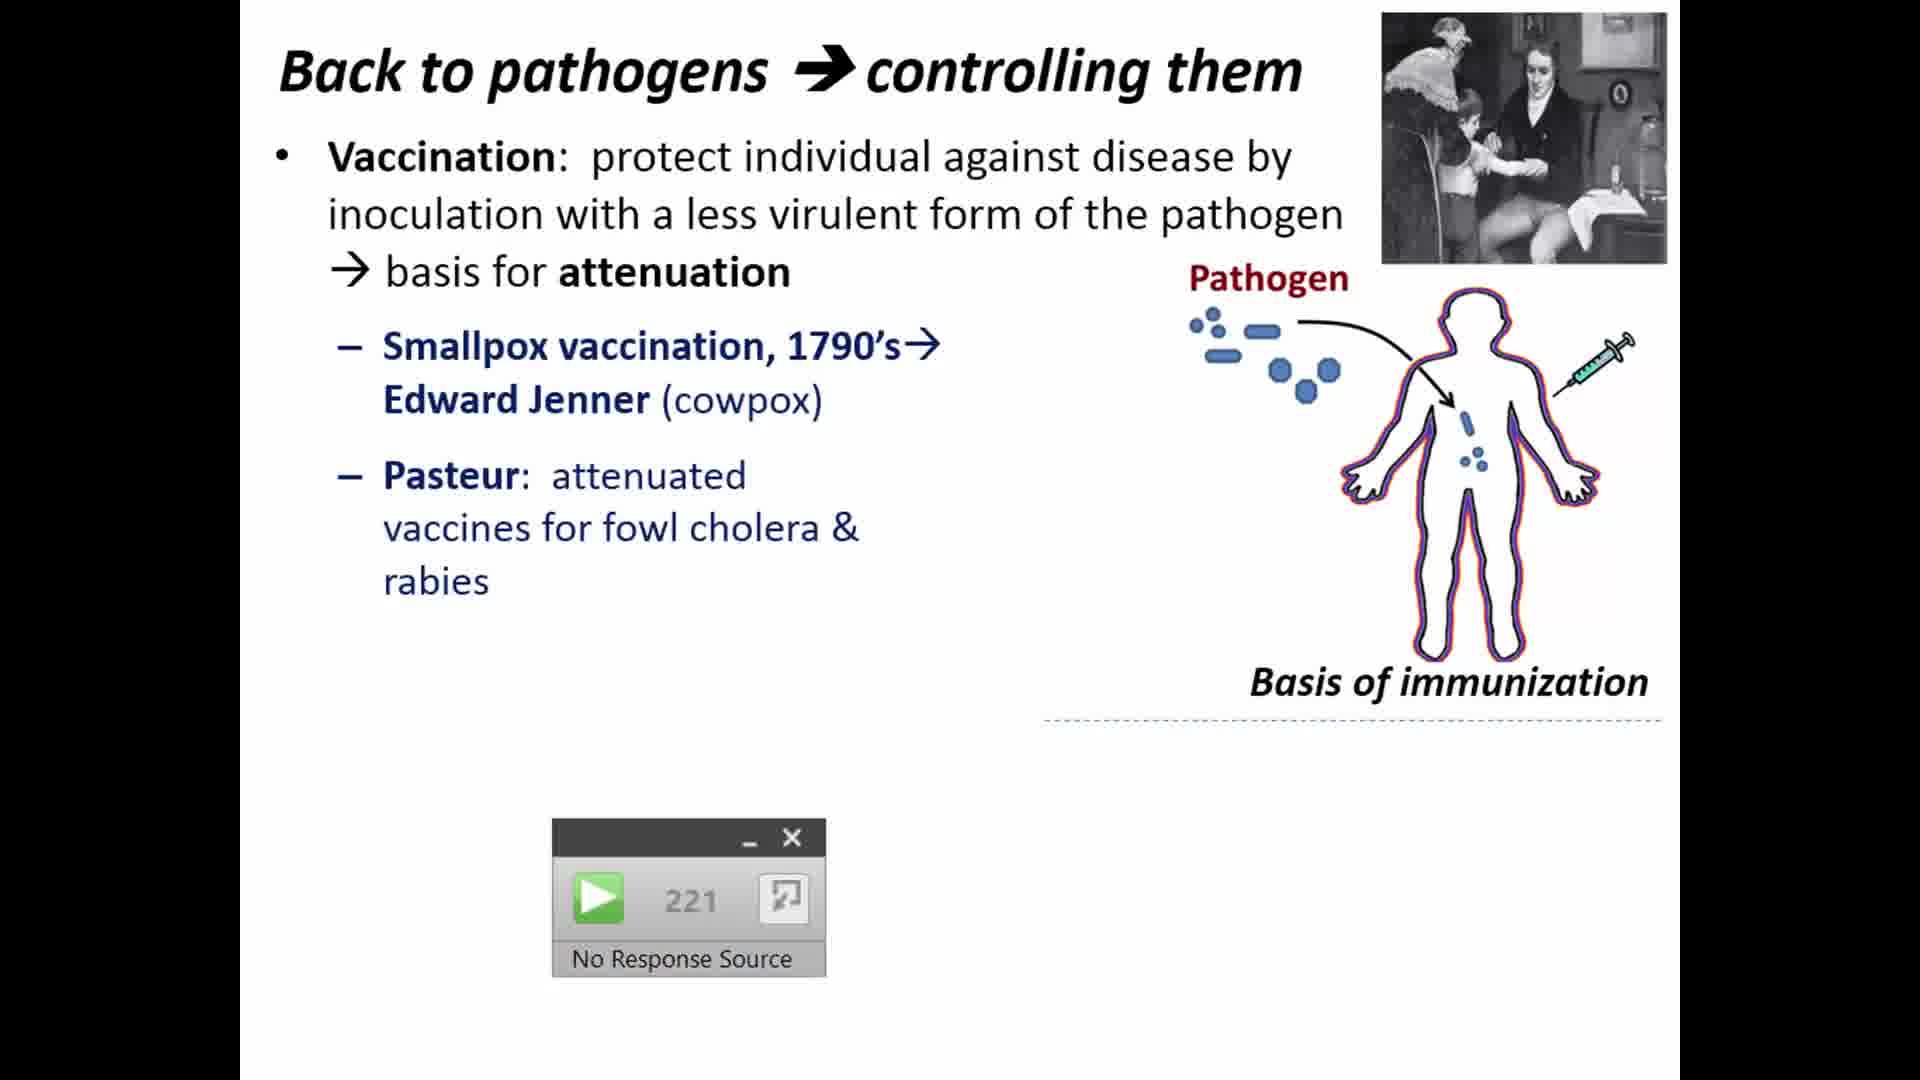 Back to pathogens → controlling them
• Vaccination: protect individual against disease by
inoculation with a less virulent form of the pathogen
→ basis for attenuation
– Smallpox vaccination, 1790’s→
Edward Jenner (cowpox)
– Pasteur: attenuated
vaccines for fowl cholera &
rabies
Pathogen
Basis of immunization
221
No Response Source